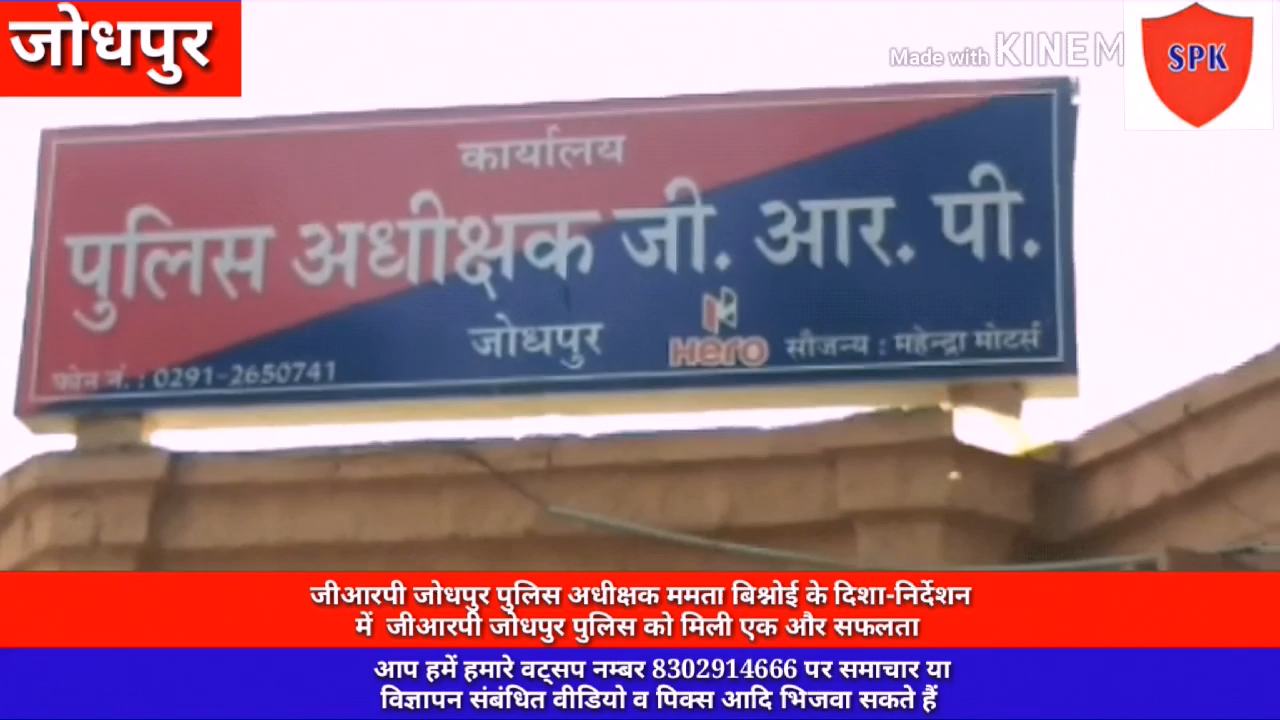 जोधपुर
Made with KINEM
SPK
कार्यालय
पुलिस अधीक्षक जी. आर. पी.
जोधपुर
Hero सौजन्य : महेन्द्रा मोटर्स
फोन नं. : 0291-2650741
जीआरपी जोधपुर पुलिस अधीक्षक ममता बिश्नोई के दिशा-निर्देशन
में जीआरपी जोधपुर पुलिस को मिली एक और सफलता
आप हमें हमारे वट्सप नम्बर 8302914666 पर समाचार या
विज्ञापन संबंधित वीडियो व पिक्स आदि भिजवा सकते हैं